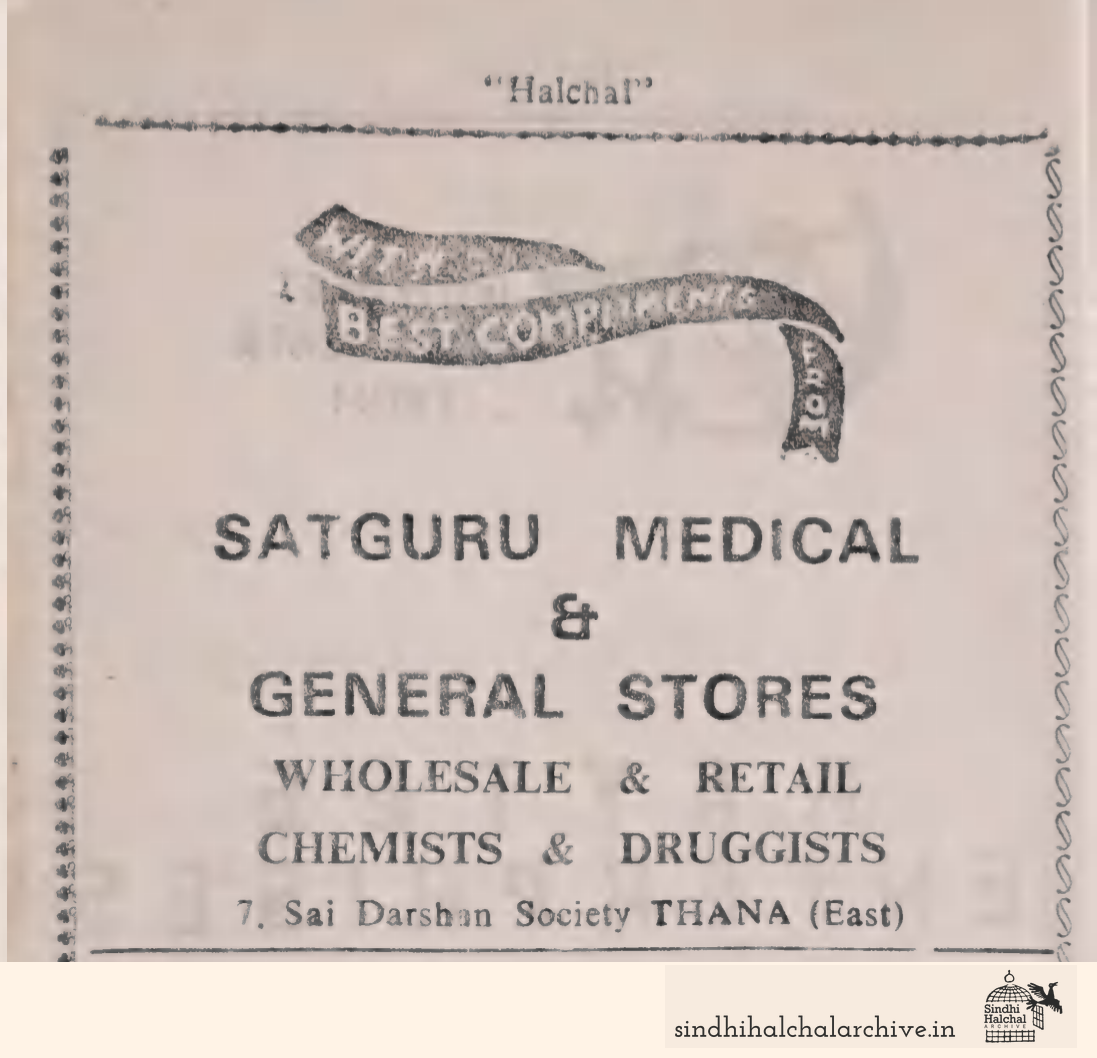 “Halchal”
WITH
BEST COMPLIMENTS
FROM
SATGURU MEDICAL
&
GENERAL STORES
WHOLESALE & RETAIL
CHEMISTS & DRUGGISTS
7, Sai Darshan Society THANA (East)
sindhihalchalarchive.in
Sindhi
Halchal
ARCHIVE